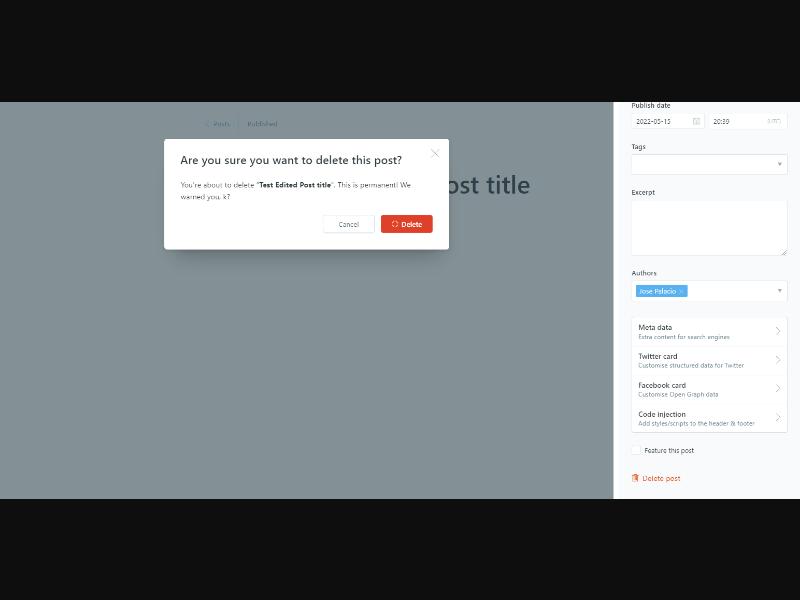 Publish date
Posts
Published
2022-05-15
20:39
(UTC)
Are you sure you want to delete this post?
You're about to delete "Test Edited Post title". This is permanent! We
warned you, k?
Cancel
Delete
ost title
Tags
Excerpt
Authors
Jose Palacio ×
Meta data
Extra content for search engines
Twitter card
Customise structured data for Twitter
Facebook card
Customise Open Graph data
Code injection
Add styles/scripts to the header & footer
Feature this post
Delete post